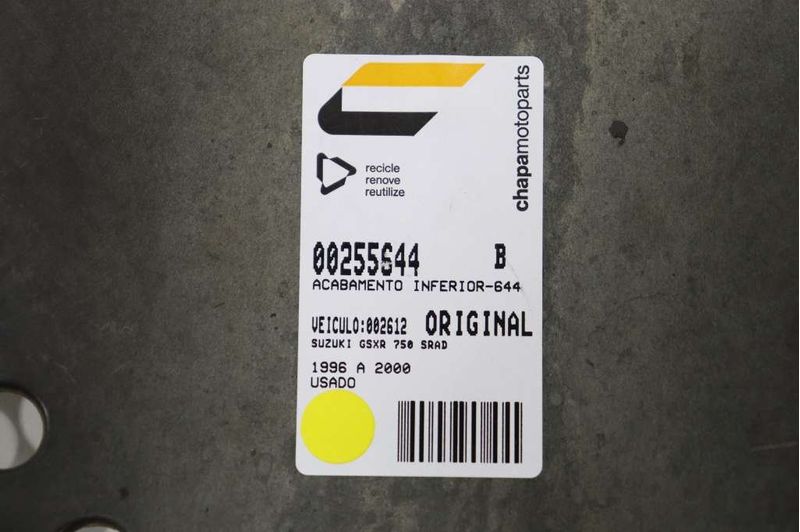 chapamotoparts
recicle
renove
reutilize
00255644 B
ACABAMENTO INFERIOR-644
VEICULO:002612 ORIGINAL
SUZUKI GSXR 750 SRAD
1996 A 2000
USADO